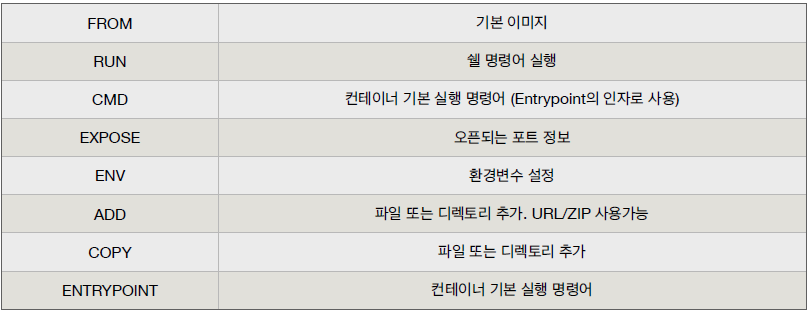 FROM 기본 이미지
RUN 쉘 명령어 실행
CMD 컨테이너 기본 실행 명령어 (Entrypoint의 인자로 사용)
EXPOSE 오픈되는 포트 정보
ENV 환경변수 설정
ADD 파일 또는 디렉토리 추가. URL/ZIP 사용가능
COPY 파일 또는 디렉토리 추가
ENTRYPOINT 컨테이너 기본 실행 명령어